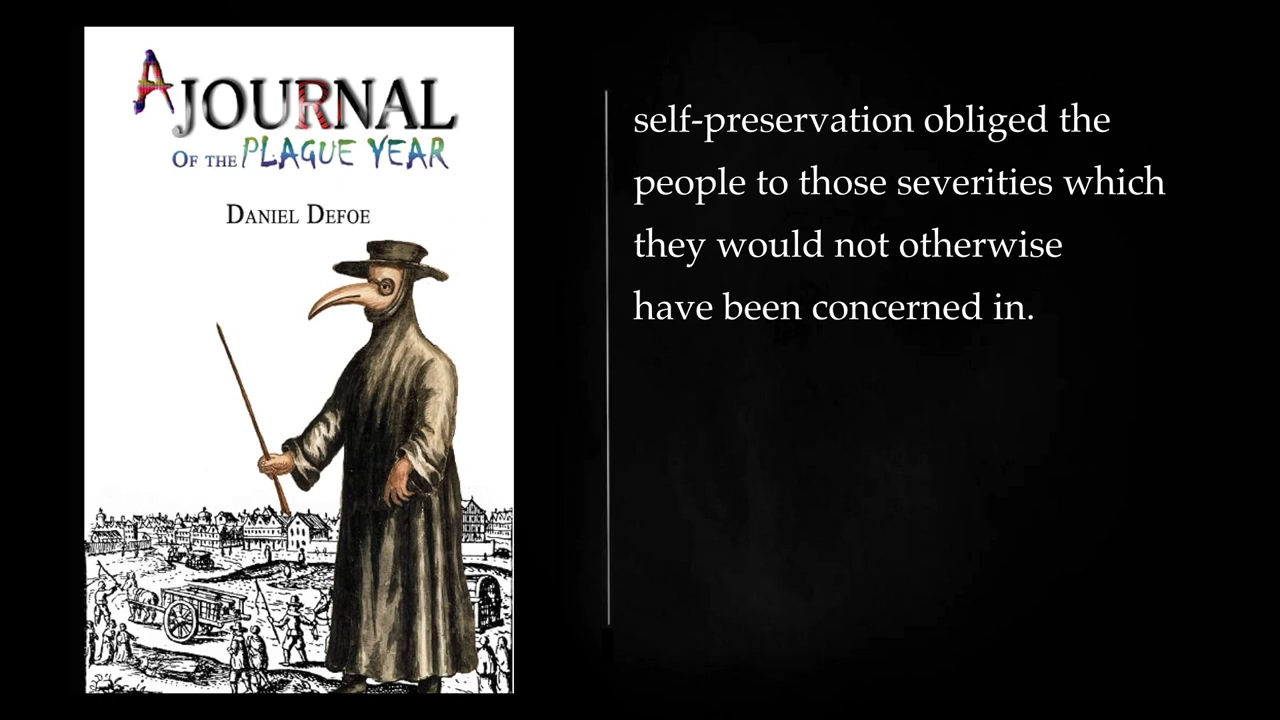 A JOURNAL
OF THE PLAGUE YEAR
DANIEL DEFOE
self-preservation obliged the
people to those severities which
they would not otherwise
have been concerned in.